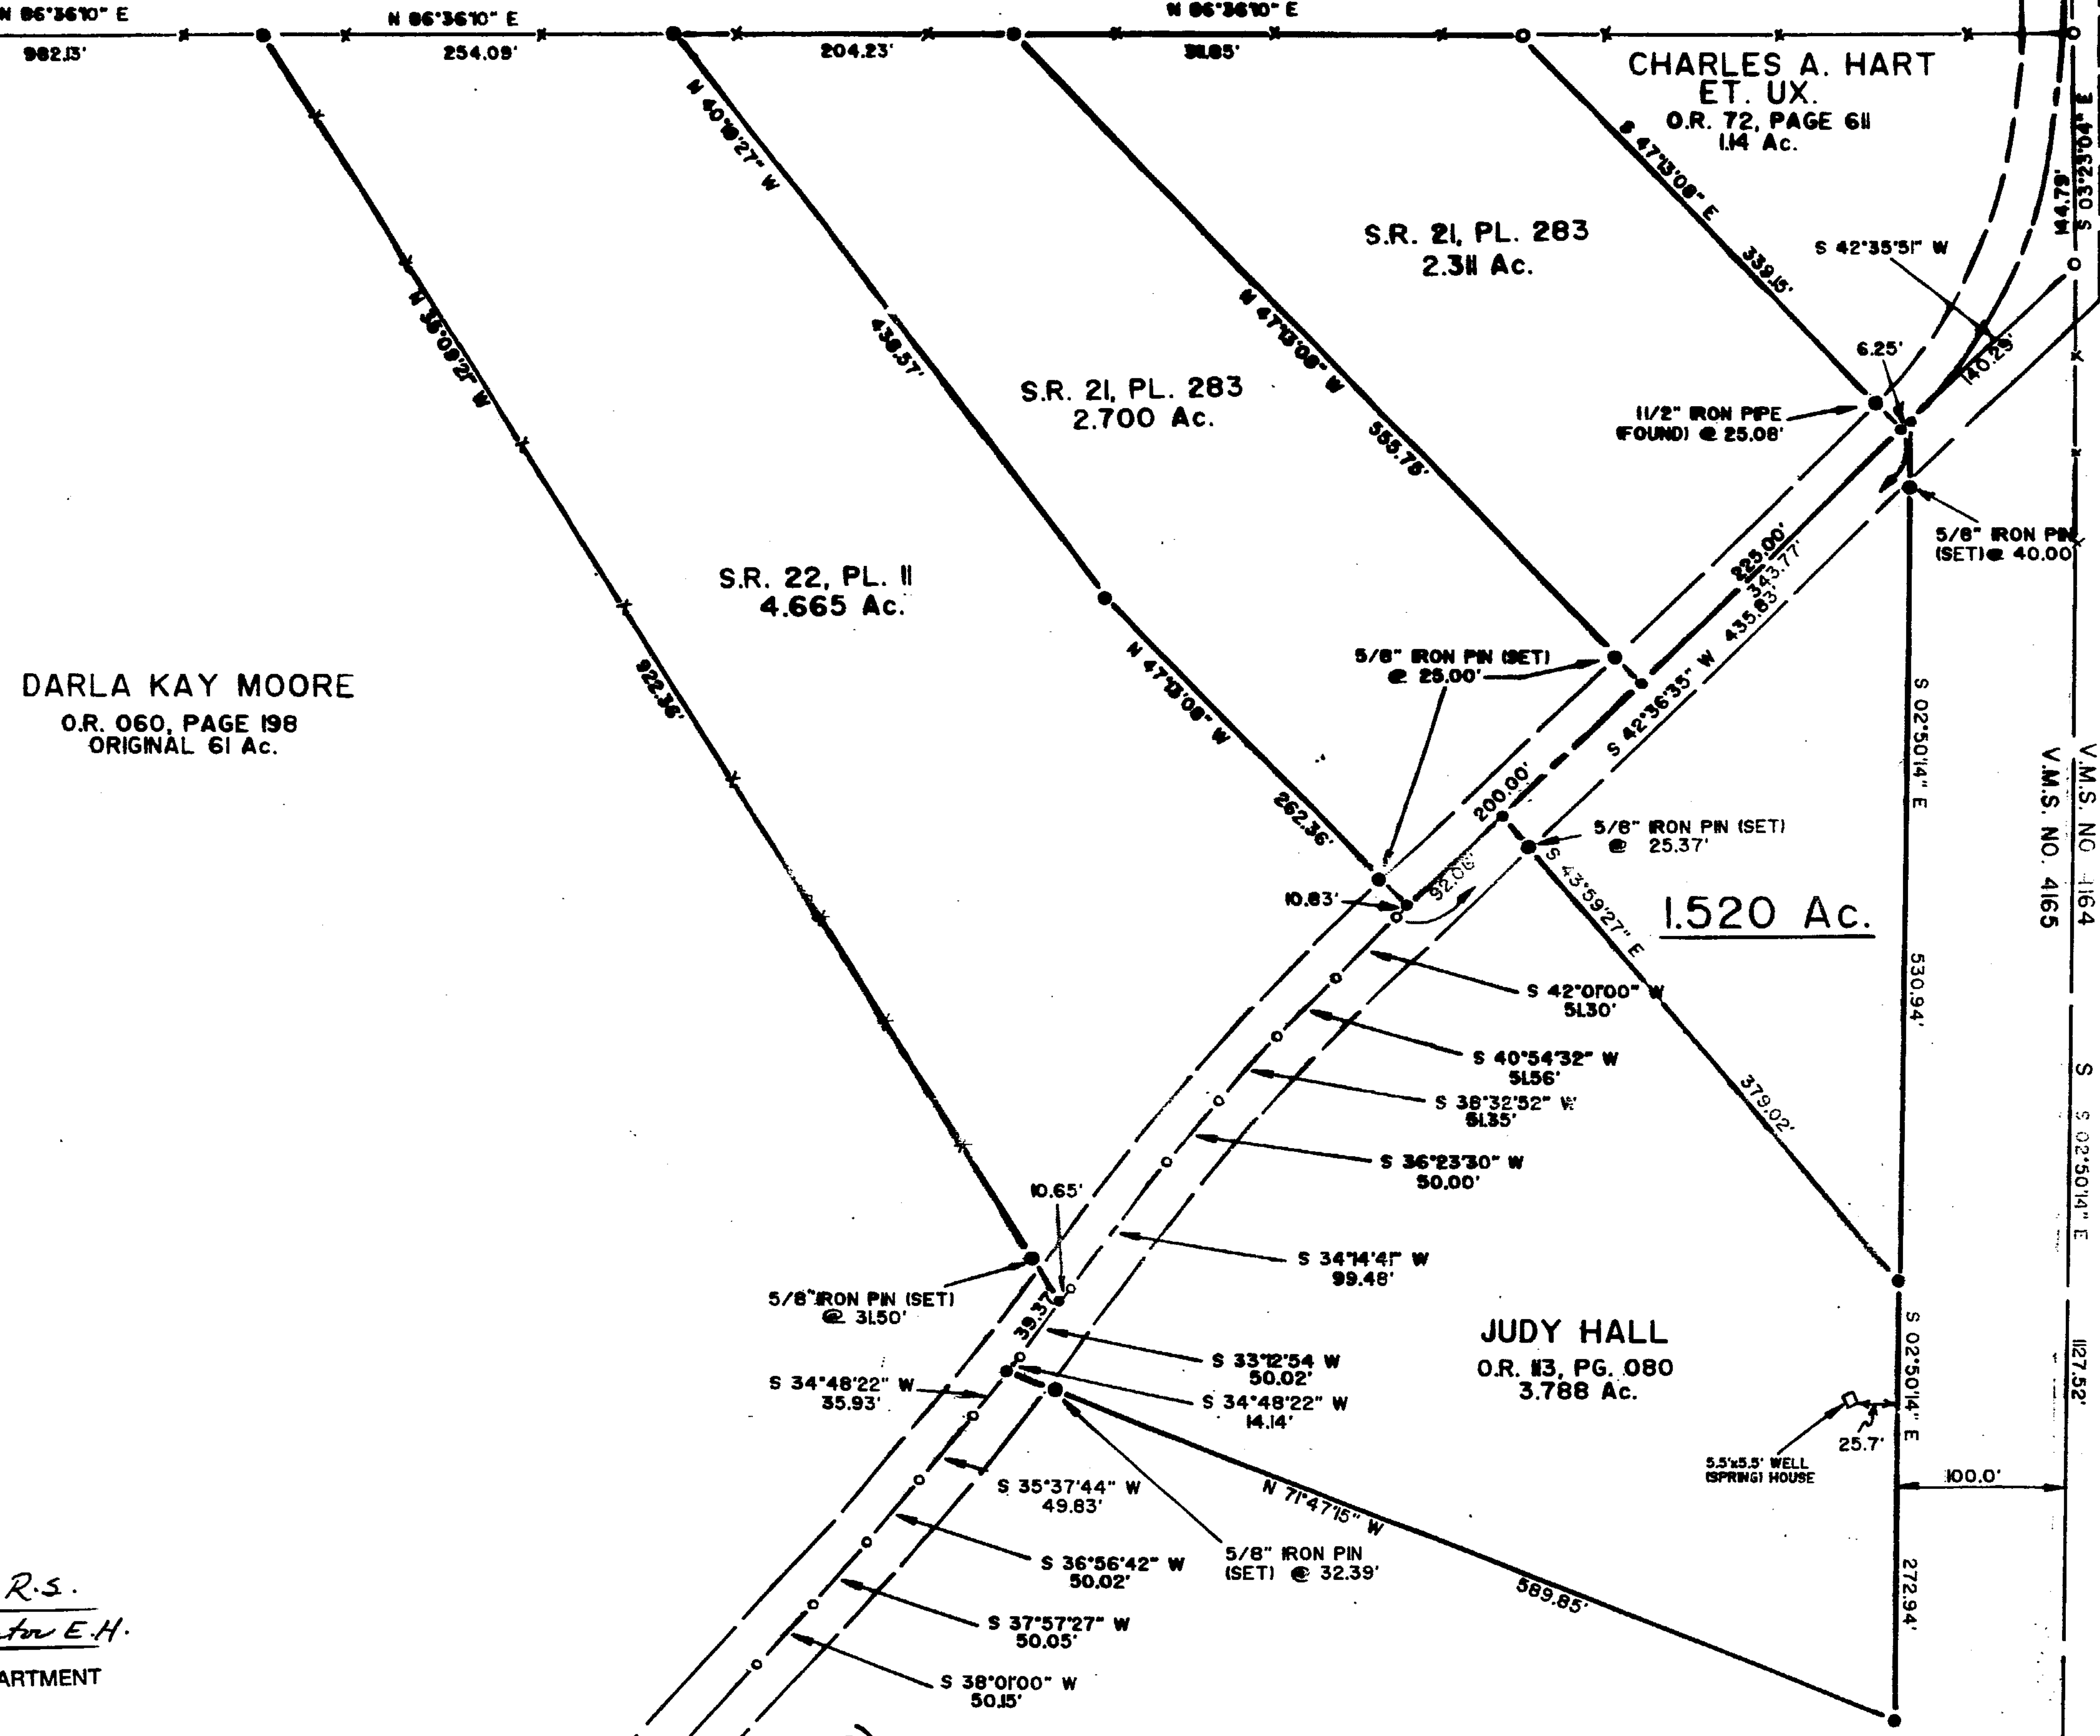 N 86°36'10" E
982.13'
N 86°36'10" E
254.09'
204.23'
N 86°36'10" E
311.85'
CHARLES A. HART
ET. UX.
O.R. 72, PAGE 611
1.14 Ac.
S 03°23'04" E
144.79'
N 40°18'27" W
438.57'
S 47°13'08" E
339.15'
S.R. 21, PL. 283
2.311 Ac.
S 42°35'51" W
140.29'
6.25'
N 35°09'21" W
922.36'
N 47°13'08" W
555.75'
S.R. 21, PL. 283
2.700 Ac.
1 1/2" IRON PIPE
(FOUND) @ 25.08'
5/8" IRON PIN
(SET) @ 40.00
225.00'
343.77'
435.83'
S 42°36'35" W
S.R. 22, PL. 11
4.665 Ac.
DARLA KAY MOORE
O.R. 060, PAGE 198
ORIGINAL 61 Ac.
N 47°13'08" W
262.36'
5/8" IRON PIN (SET)
@ 25.00'
200.00'
92.06'
10.83'
5/8" IRON PIN (SET)
@ 25.37'
S 02°50'14" E
530.94'
V.M.S. NO. 1164
V.M.S. NO. 4165
S 43°59'27" E
379.02'
1.520 Ac.
S 42°01'00" W
51.30'
S 40°54'32" W
51.56'
S 38°32'52" W
51.35'
S 36°23'30" W
50.00'
S 34°14'41" W
99.48'
S 02°50'14" E
1127.52'
10.65'
5/8" IRON PIN (SET)
@ 31.50'
39.37'
S 33°12'54 W
50.02'
S 34°48'22" W
14.14'
S 34°48'22" W
35.93'
JUDY HALL
O.R. 113, PG. 080
3.788 Ac.
S 02°50'14" E
272.94'
25.7'
5.5'x5.5' WELL
(SPRING) HOUSE
100.0'
N 71°47'15" W
589.85'
S 35°37'44" W
49.83'
5/8" IRON PIN
(SET) @ 32.39'
S 36°56'42" W
50.02'
S 37°57'27" W
50.05'
S 38°01'00" W
50.15'
R.S.
E.H.
ARTMENT